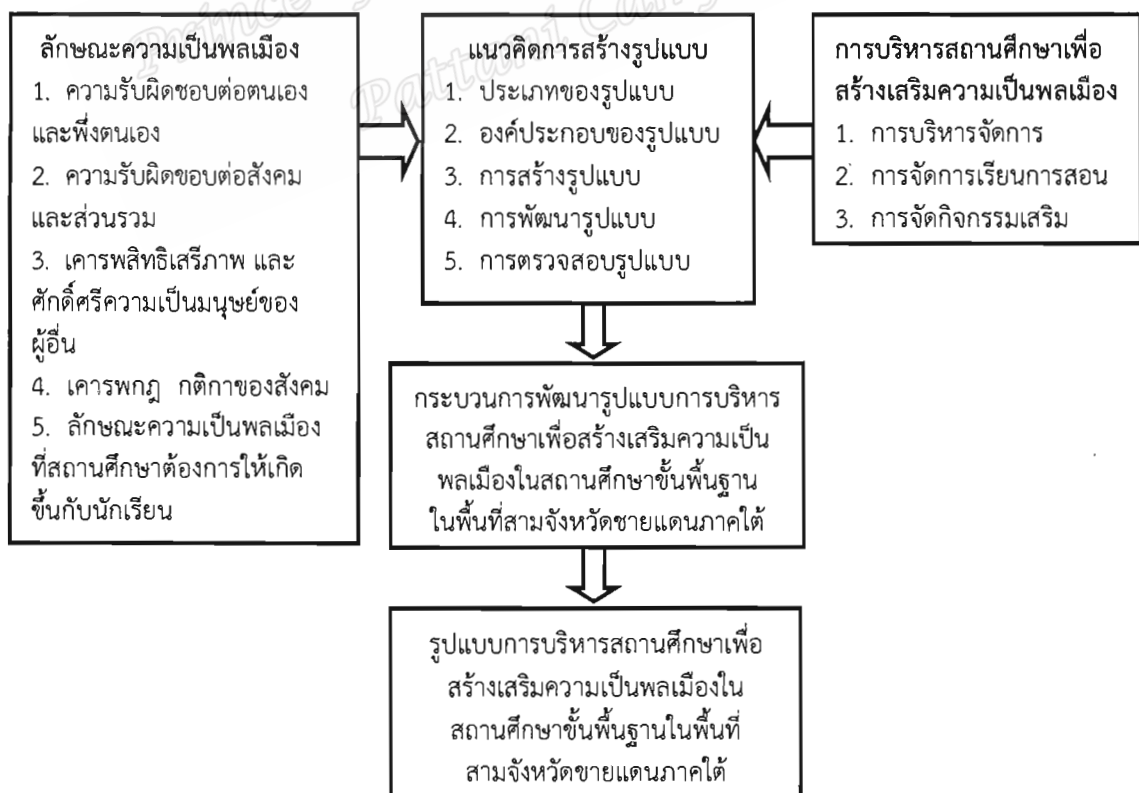 ลักษณะความเป็นพลเมือง
1. ความรับผิดชอบต่อตนเอง
และพึ่งตนเอง
2. ความรับผิดชอบต่อสังคม
และส่วนรวม
3. เคารพสิทธิเสรีภาพ และ
ศักดิ์ศรีความเป็นมนุษย์ของ
ผู้อื่น
4. เคารพกฎ กติกาของสังคม
5. ลักษณะความเป็นพลเมือง
ที่สถานศึกษาต้องการให้เกิด
ขึ้นกับนักเรียน
แนวคิดการสร้างรูปแบบ
1. ประเภทของรูปแบบ
2. องค์ประกอบของรูปแบบ
3. การสร้างรูปแบบ
4. การพัฒนารูปแบบ
5. การตรวจสอบรูปแบบ
การบริหารสถานศึกษาเพื่อ
สร้างเสริมความเป็นพลเมือง
1. การบริหารจัดการ
2. การจัดการเรียนการสอน
3. การจัดกิจกรรมเสริม
กระบวนการพัฒนารูปแบบการบริหาร
สถานศึกษาเพื่อสร้างเสริมความเป็น
พลเมืองในสถานศึกษาขั้นพื้นฐาน
ในพื้นที่สามจังหวัดชายแดนภาคใต้
รูปแบบการบริหารสถานศึกษาเพื่อ
สร้างเสริมความเป็นพลเมืองใน
สถานศึกษาขั้นพื้นฐานในพื้นที่
สามจังหวัดชายแดนภาคใต้
Prince
Pattani